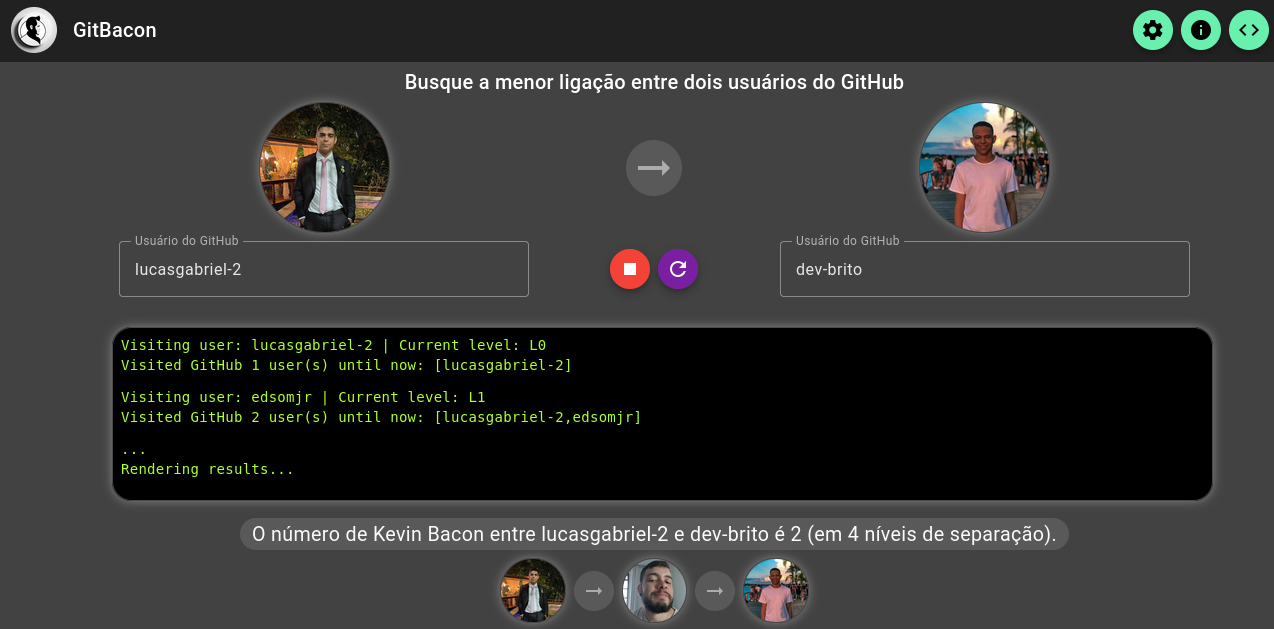 GitBacon
Busque a menor ligação entre dois usuários do GitHub
Usuário do GitHub
lucasgabriel-2
Usuário do GitHub
dev-brito
Visiting user: lucasgabriel-2 | Current level: L0
Visited GitHub 1 user(s) until now: [lucasgabriel-2]
Visiting user: edsomjr | Current level: L1
Visited GitHub 2 user(s) until now: [lucasgabriel-2,edsomjr]
...
Rendering results...
O número de Kevin Bacon entre lucasgabriel-2 e dev-brito é 2 (em 4 níveis de separação).